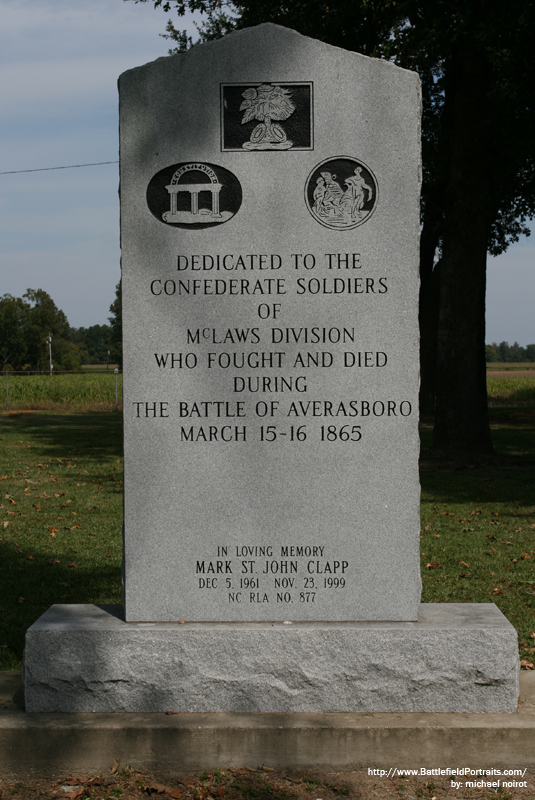 CONSTITUTION
DEDICATED TO THE
CONFEDERATE SOLDIERS
OF
McLAWS DIVISION
WHO FOUGHT AND DIED
DURING
THE BATTLE OF AVERASBORO
MARCH 15-16 1865
IN LOVING MEMORY
MARK ST. JOHN CLAPP
DEC 5, 1961 NOV. 23, 1999
NC RLA NO. 877
http://www.BattlefieldPortraits.com/
by: michael noirot